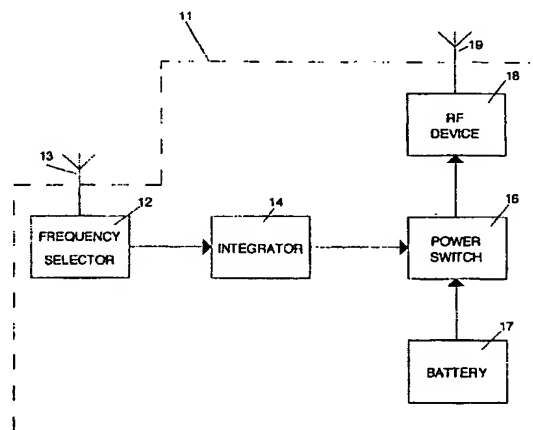 11
19
18
RF
DEVICE
13
12
FREQUENCY
SELECTOR
14
INTEGRATOR
16
POWER
SWITCH
17
BATTERY